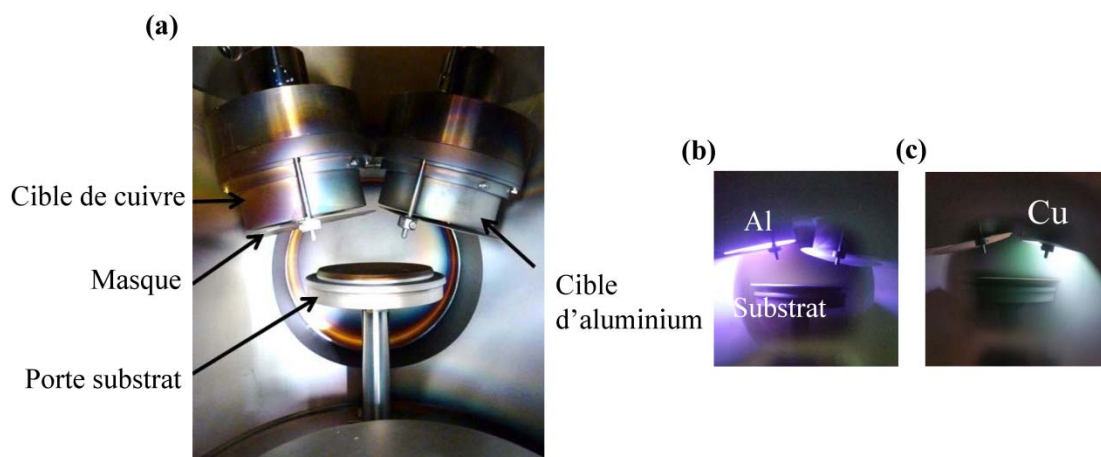 (a)
Cible de cuivre
Masque
Porte substrat
Cible
d’aluminium
(b)
Al
Substrat
(c)
Cu